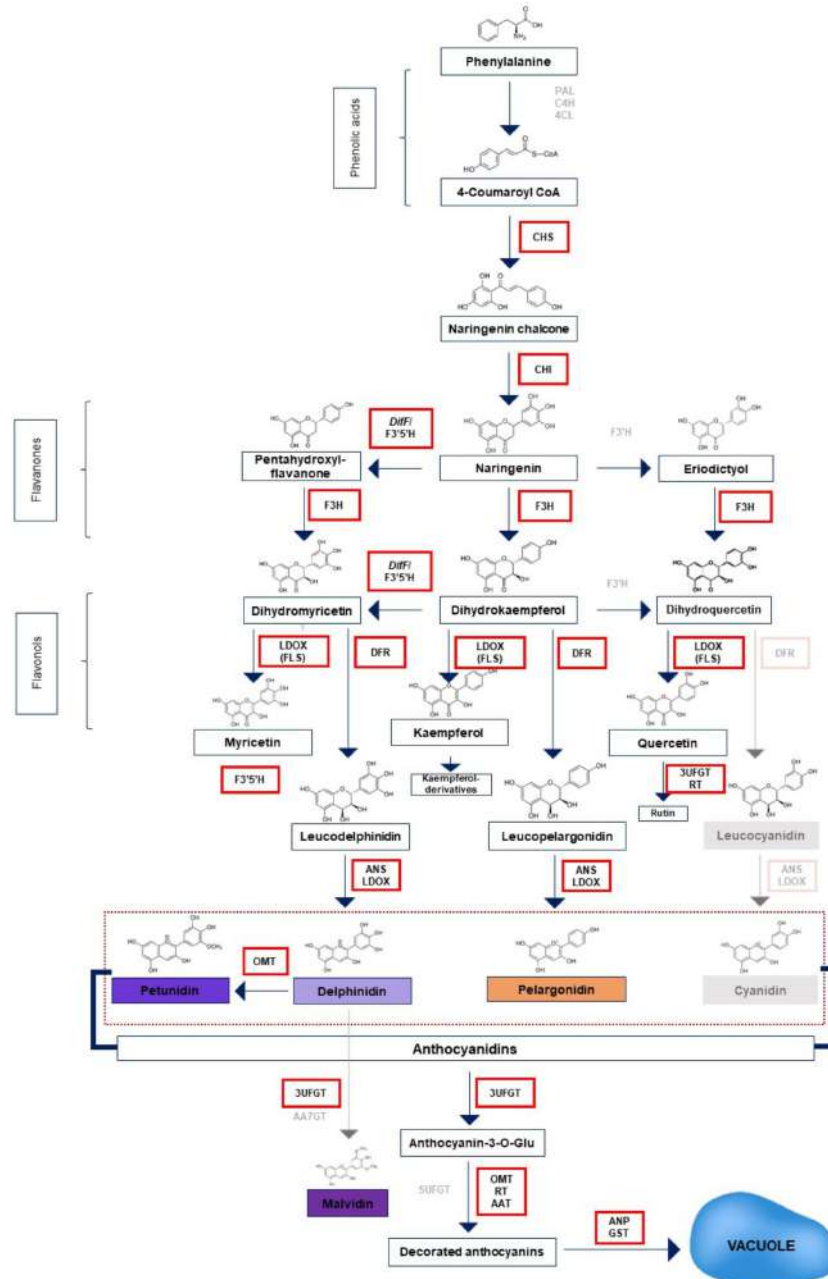 Phenylalanine
PAL
C4H
4CL
Phenolic acids
4-Coumaroyl CoA
CHS
Naringenin chalcone
CHI
Flavanones
DifF/
F3'5'H
F3'H
Pentahydroxyl-
flavanone
Naringenin
Eriodictyol
F3H
F3H
F3H
DifF/
F3'5'H
F3'H
Dihydromyricetin
Dihydrokaempferol
Dihydroquercetin
Flavonols
LDOX
(FLS)
DFR
LDOX
(FLS)
DFR
LDOX
(FLS)
DFR
Myricetin
Kaempferol
Quercetin
F3'5'H
Kaempferol-
derivatives
3UFGT
RT
Rutin
Leucodelphinidin
Leucopelargonidin
Leucocyanidin
ANS
LDOX
ANS
LDOX
ANS
LDOX
OMT
Petunidin
Delphinidin
Pelargonidin
Cyanidin
Anthocyanidins
3UFGT
AA7GT
3UFGT
Anthocyanin-3-O-Glu
Malvidin
5UFGT
OMT
RT
AAT
Decorated anthocyanins
ANP
GST
VACUOLE